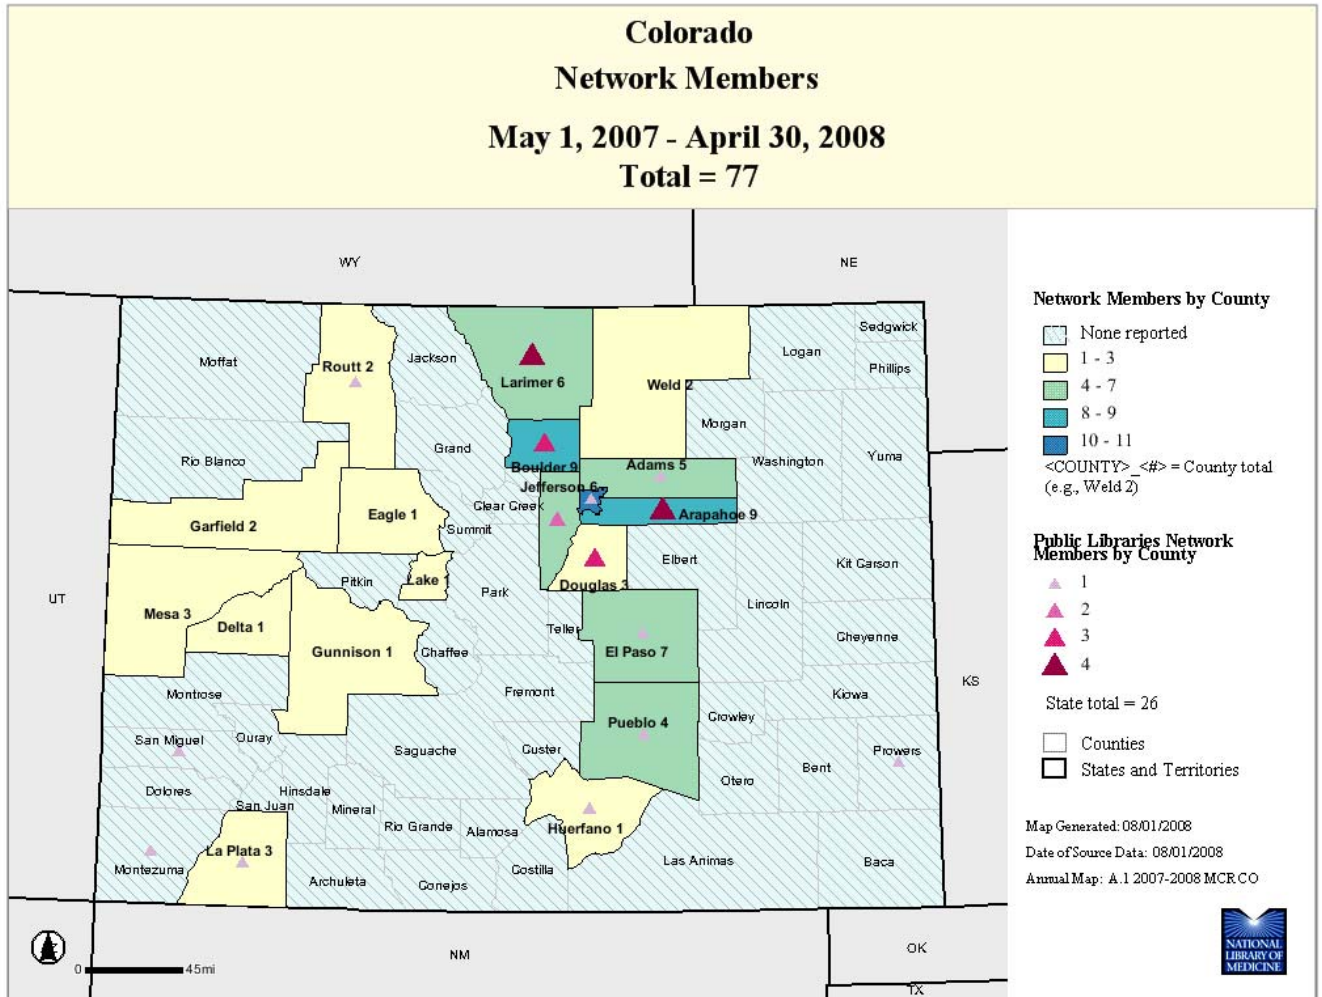 Colorado
Network Members
May 1, 2007 - April 30, 2008
Total = 77
WY
NE
Network Members by County
None reported
1 - 3
4 - 7
8 - 9
10 - 11
<COUNTY>_<#> = County total
(e.g., Weld 2)
Public Libraries Network
Members by County
1
2
3
4
State total = 26
Counties
States and Territories
Map Generated: 08/01/2008
Date of Source Data: 08/01/2008
Annual Map: A.1 2007-2008 MCR CO
NATIONAL
LIBRARY OF
MEDICINE
Sedgwick
Moffat
Routt 2
Jackson
Larimer 6
Weld 2
Logan
Phillips
Morgan
Rio Blanco
Grand
Boulder 9
Adams 5
Washington
Yuma
Jefferson 6
Clear Creek
Arapahoe 9
Garfield 2
Eagle 1
Summit
Elbert
Kit Carson
UT
Pitkin
Lake 1
Park
Douglas 3
Lincoln
Mesa 3
Delta 1
Teller
Cheyenne
Gunnison 1
Chaffee
El Paso 7
KS
Montrose
Fremont
Kiowa
Pueblo 4
Crowley
San Miguel
Ouray
Saguache
Custer
Prowers
Bent
Otero
Dolores
Hinsdale
San Juan
Mineral
Rio Grande
Alamosa
Huerfano 1
La Plata 3
Montezuma
Archuleta
Conejos
Costilla
Las Animas
Baca
0
45mi
NM
OK
TX